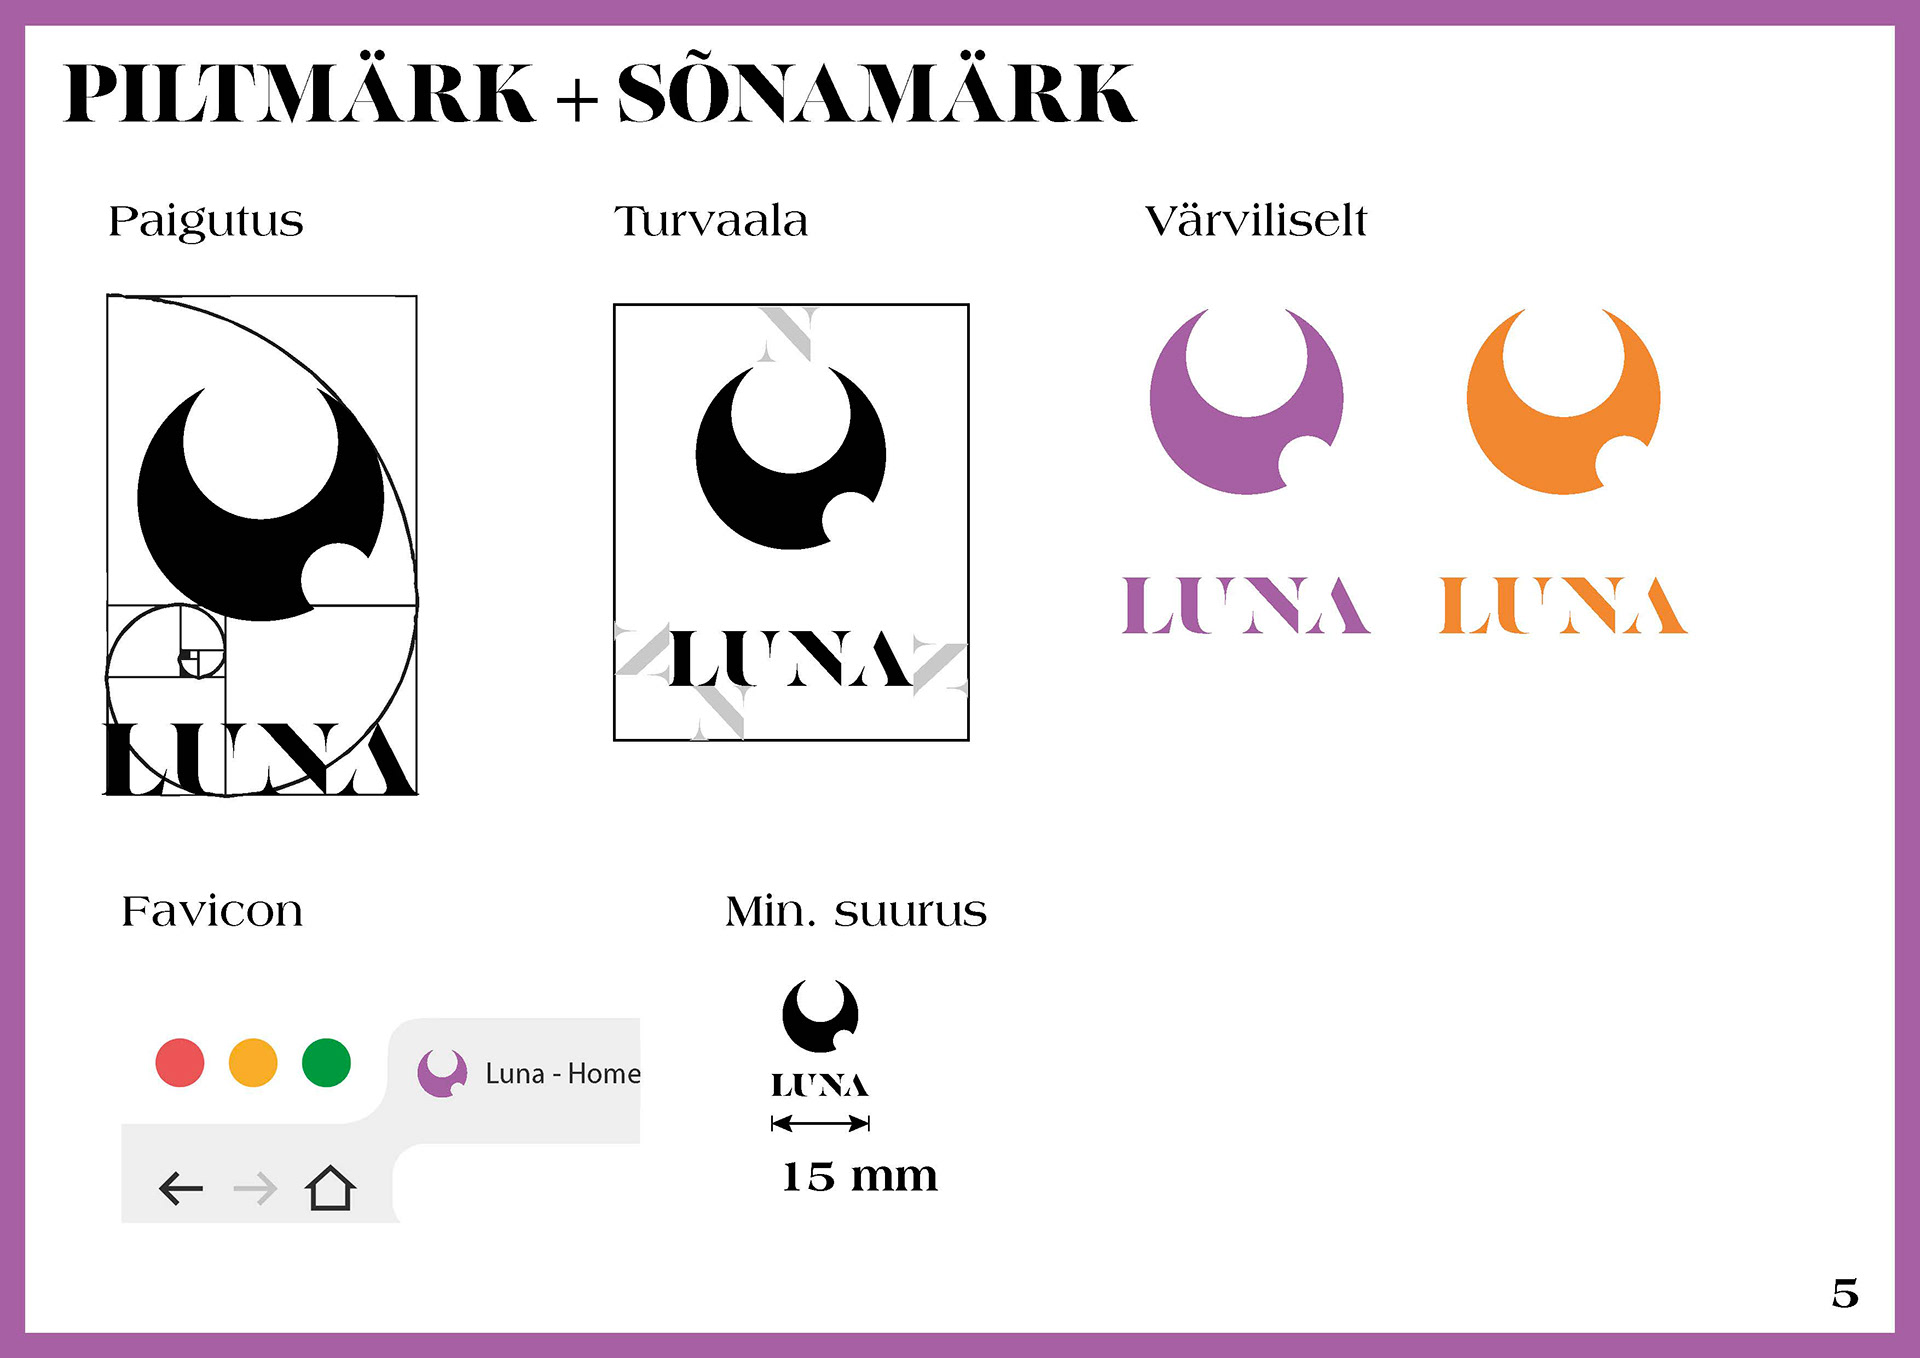 PILTMÄRK + SÕNAMÄRK
Paigutus
Turvaala
Värviliselt
LUNA
N
Z LUNA Z
N
LUNA
LUNA
Favicon
Min. suurus
Luna - Home
LUNA
15 mm
5